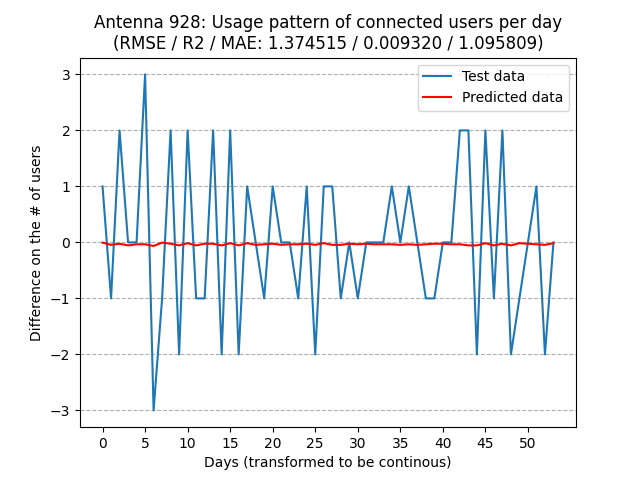 Antenna 928: Usage pattern of connected users per day
(RMSE / R2 / MAE: 1.374515 / 0.009320 / 1.095809)
Test data
Predicted data
Difference on the # of users
3
2
1
0
−1
−2
−3
0 5 10 15 20 25 30 35 40 45 50
Days (transformed to be continous)